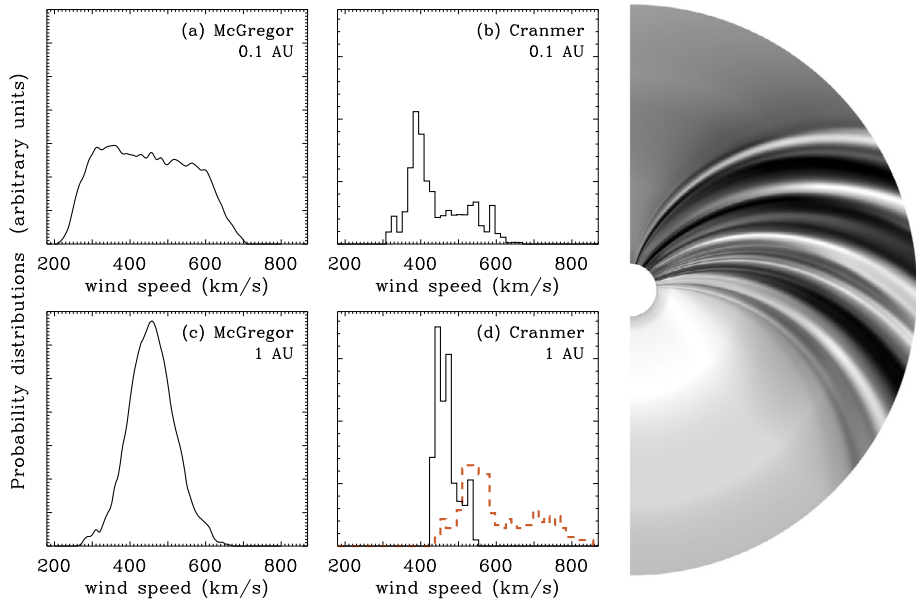 Probability distributions (arbitrary units)
(a) McGregor
0.1 AU
200 400 600 800
wind speed (km/s)
(b) Cranmer
0.1 AU
200 400 600 800
wind speed (km/s)
(c) McGregor
1 AU
200 400 600 800
wind speed (km/s)
(d) Cranmer
1 AU
200 400 600 800
wind speed (km/s)